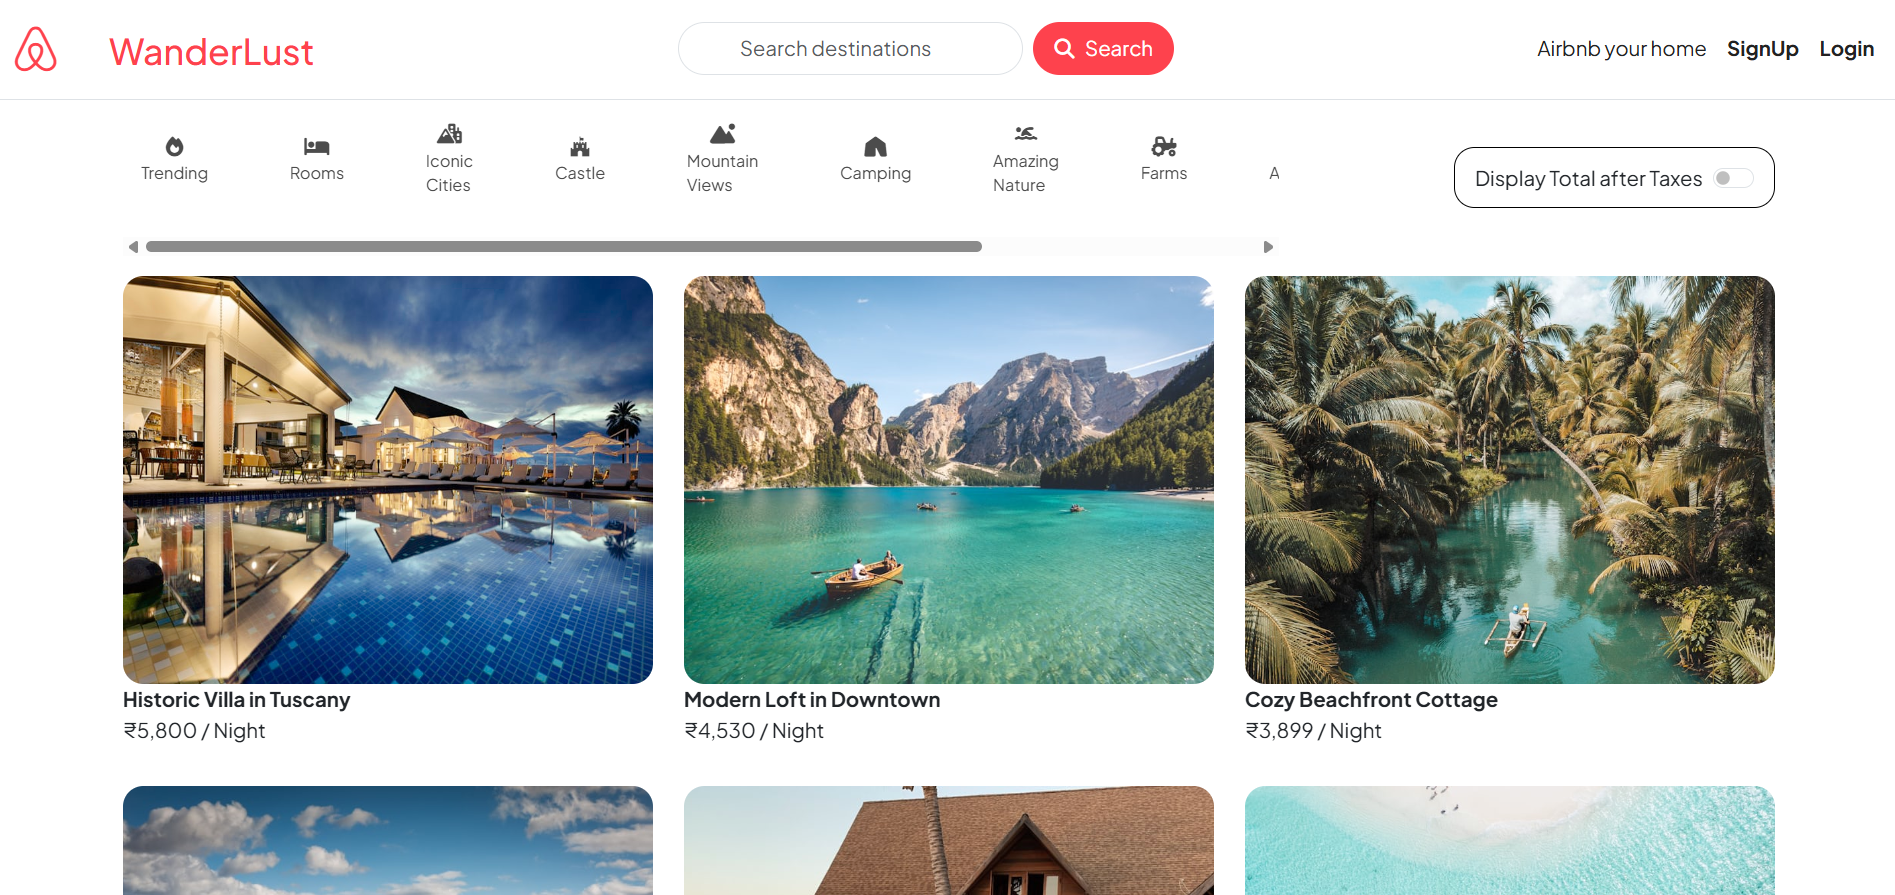 WanderLust
Search destinations
Search
Airbnb your home
SignUp
Login
Trending
Rooms
Iconic
Cities
Castle
Mountain
Views
Camping
Amazing
Nature
Farms
A
Display Total after Taxes
Historic Villa in Tuscany
₹5,800 / Night
Modern Loft in Downtown
₹4,530 / Night
Cozy Beachfront Cottage
₹3,899 / Night